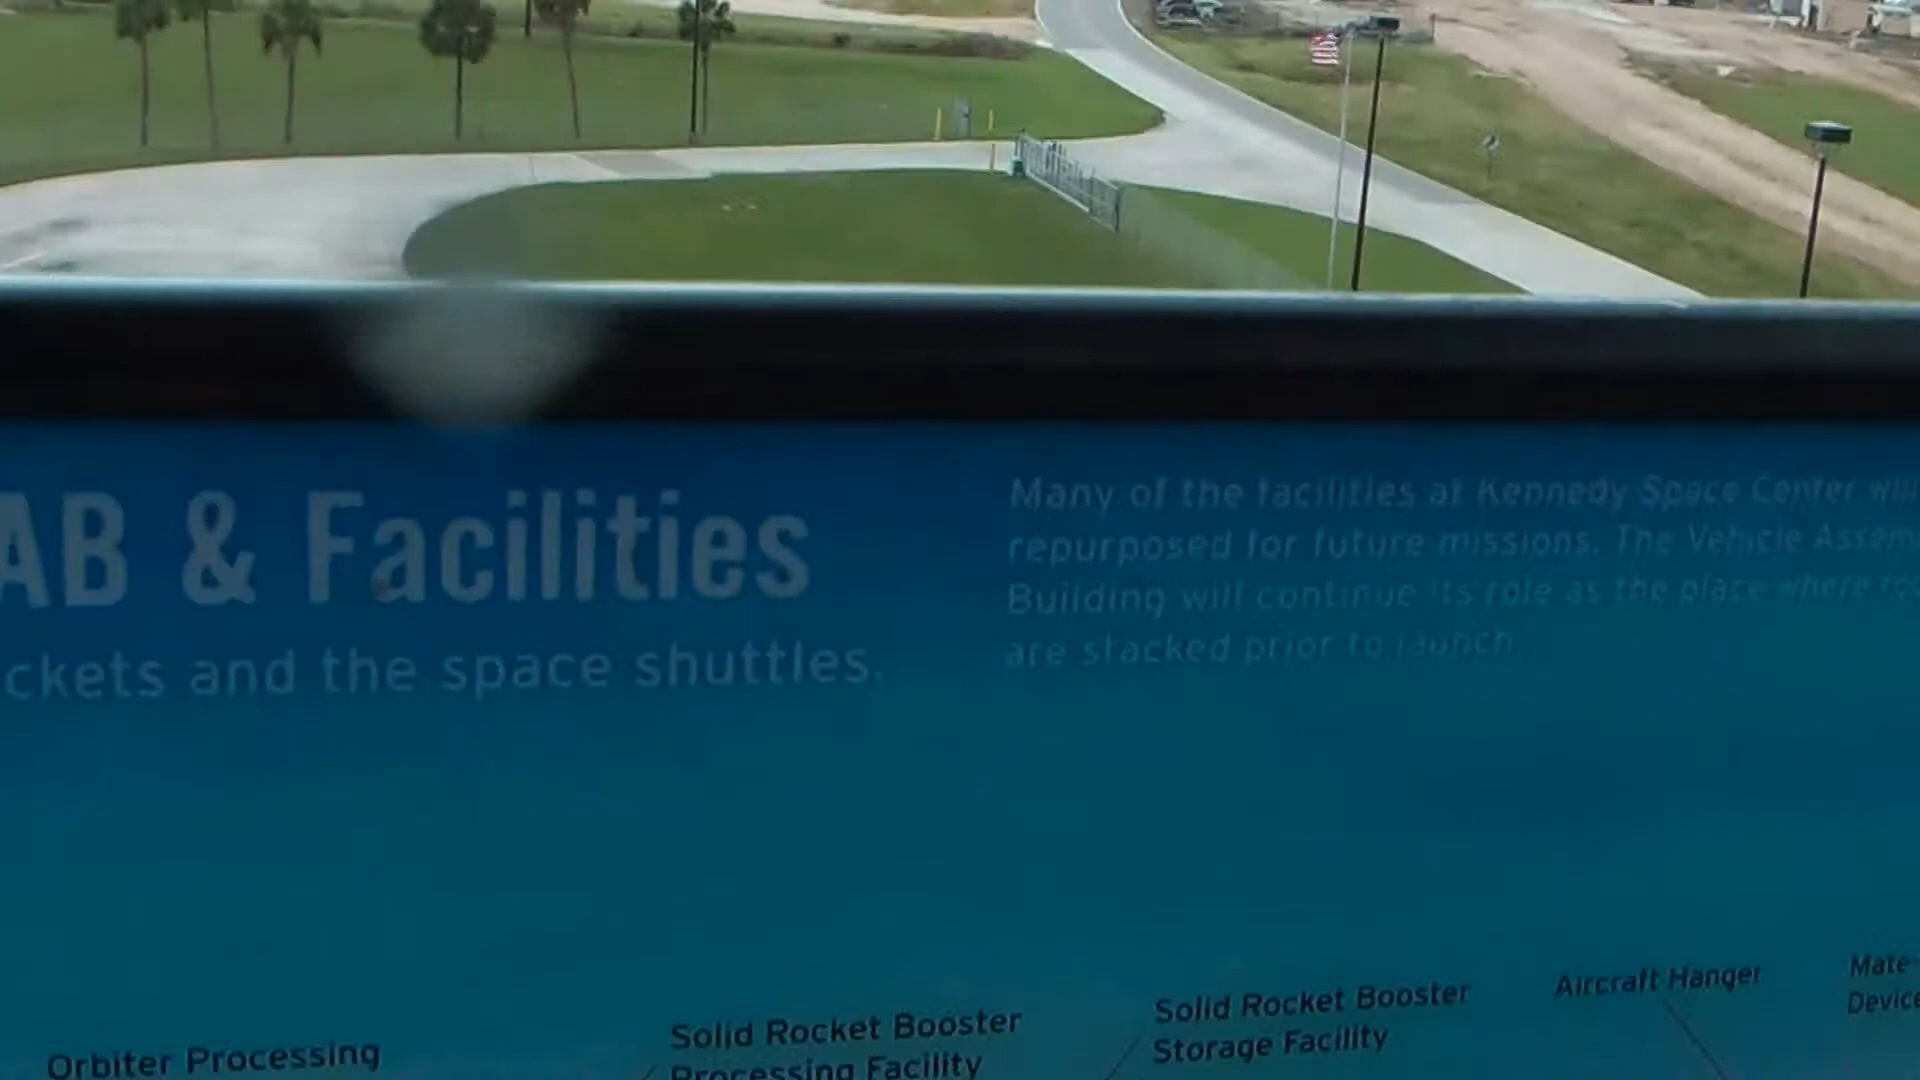 AB & Facilities
ckets and the space shuttles.
Many of the facilities at Kennedy Space Center will
repurposed for future missions. The Vehicle Assem
Building will continue its role as the place where ro
are stacked prior to launch.
Orbiter Processing
Solid Rocket Booster
Processing Facility
Solid Rocket Booster
Storage Facility
Aircraft Hanger
Mate
Device